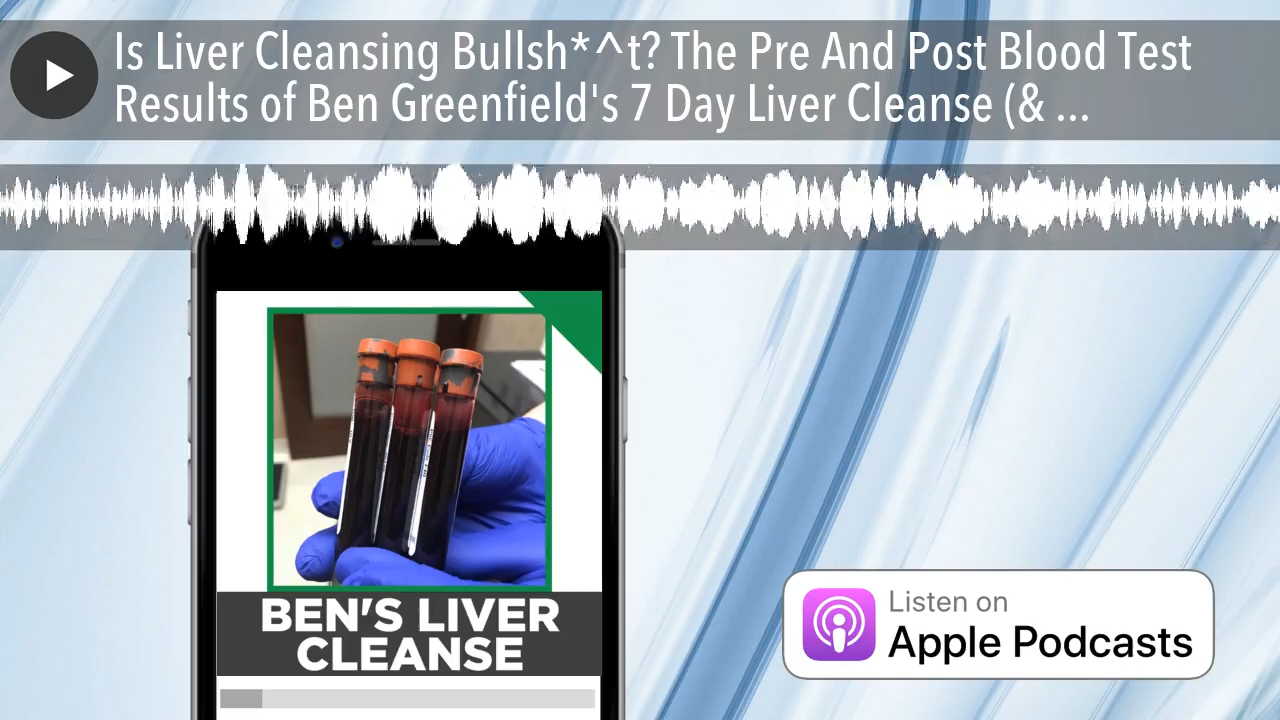 Is Liver Cleansing Bullsh*^t? The Pre And Post Blood Test
Results of Ben Greenfield's 7 Day Liver Cleanse (& ...
BEN'S LIVER
CLEANSE
Listen on
Apple Podcasts